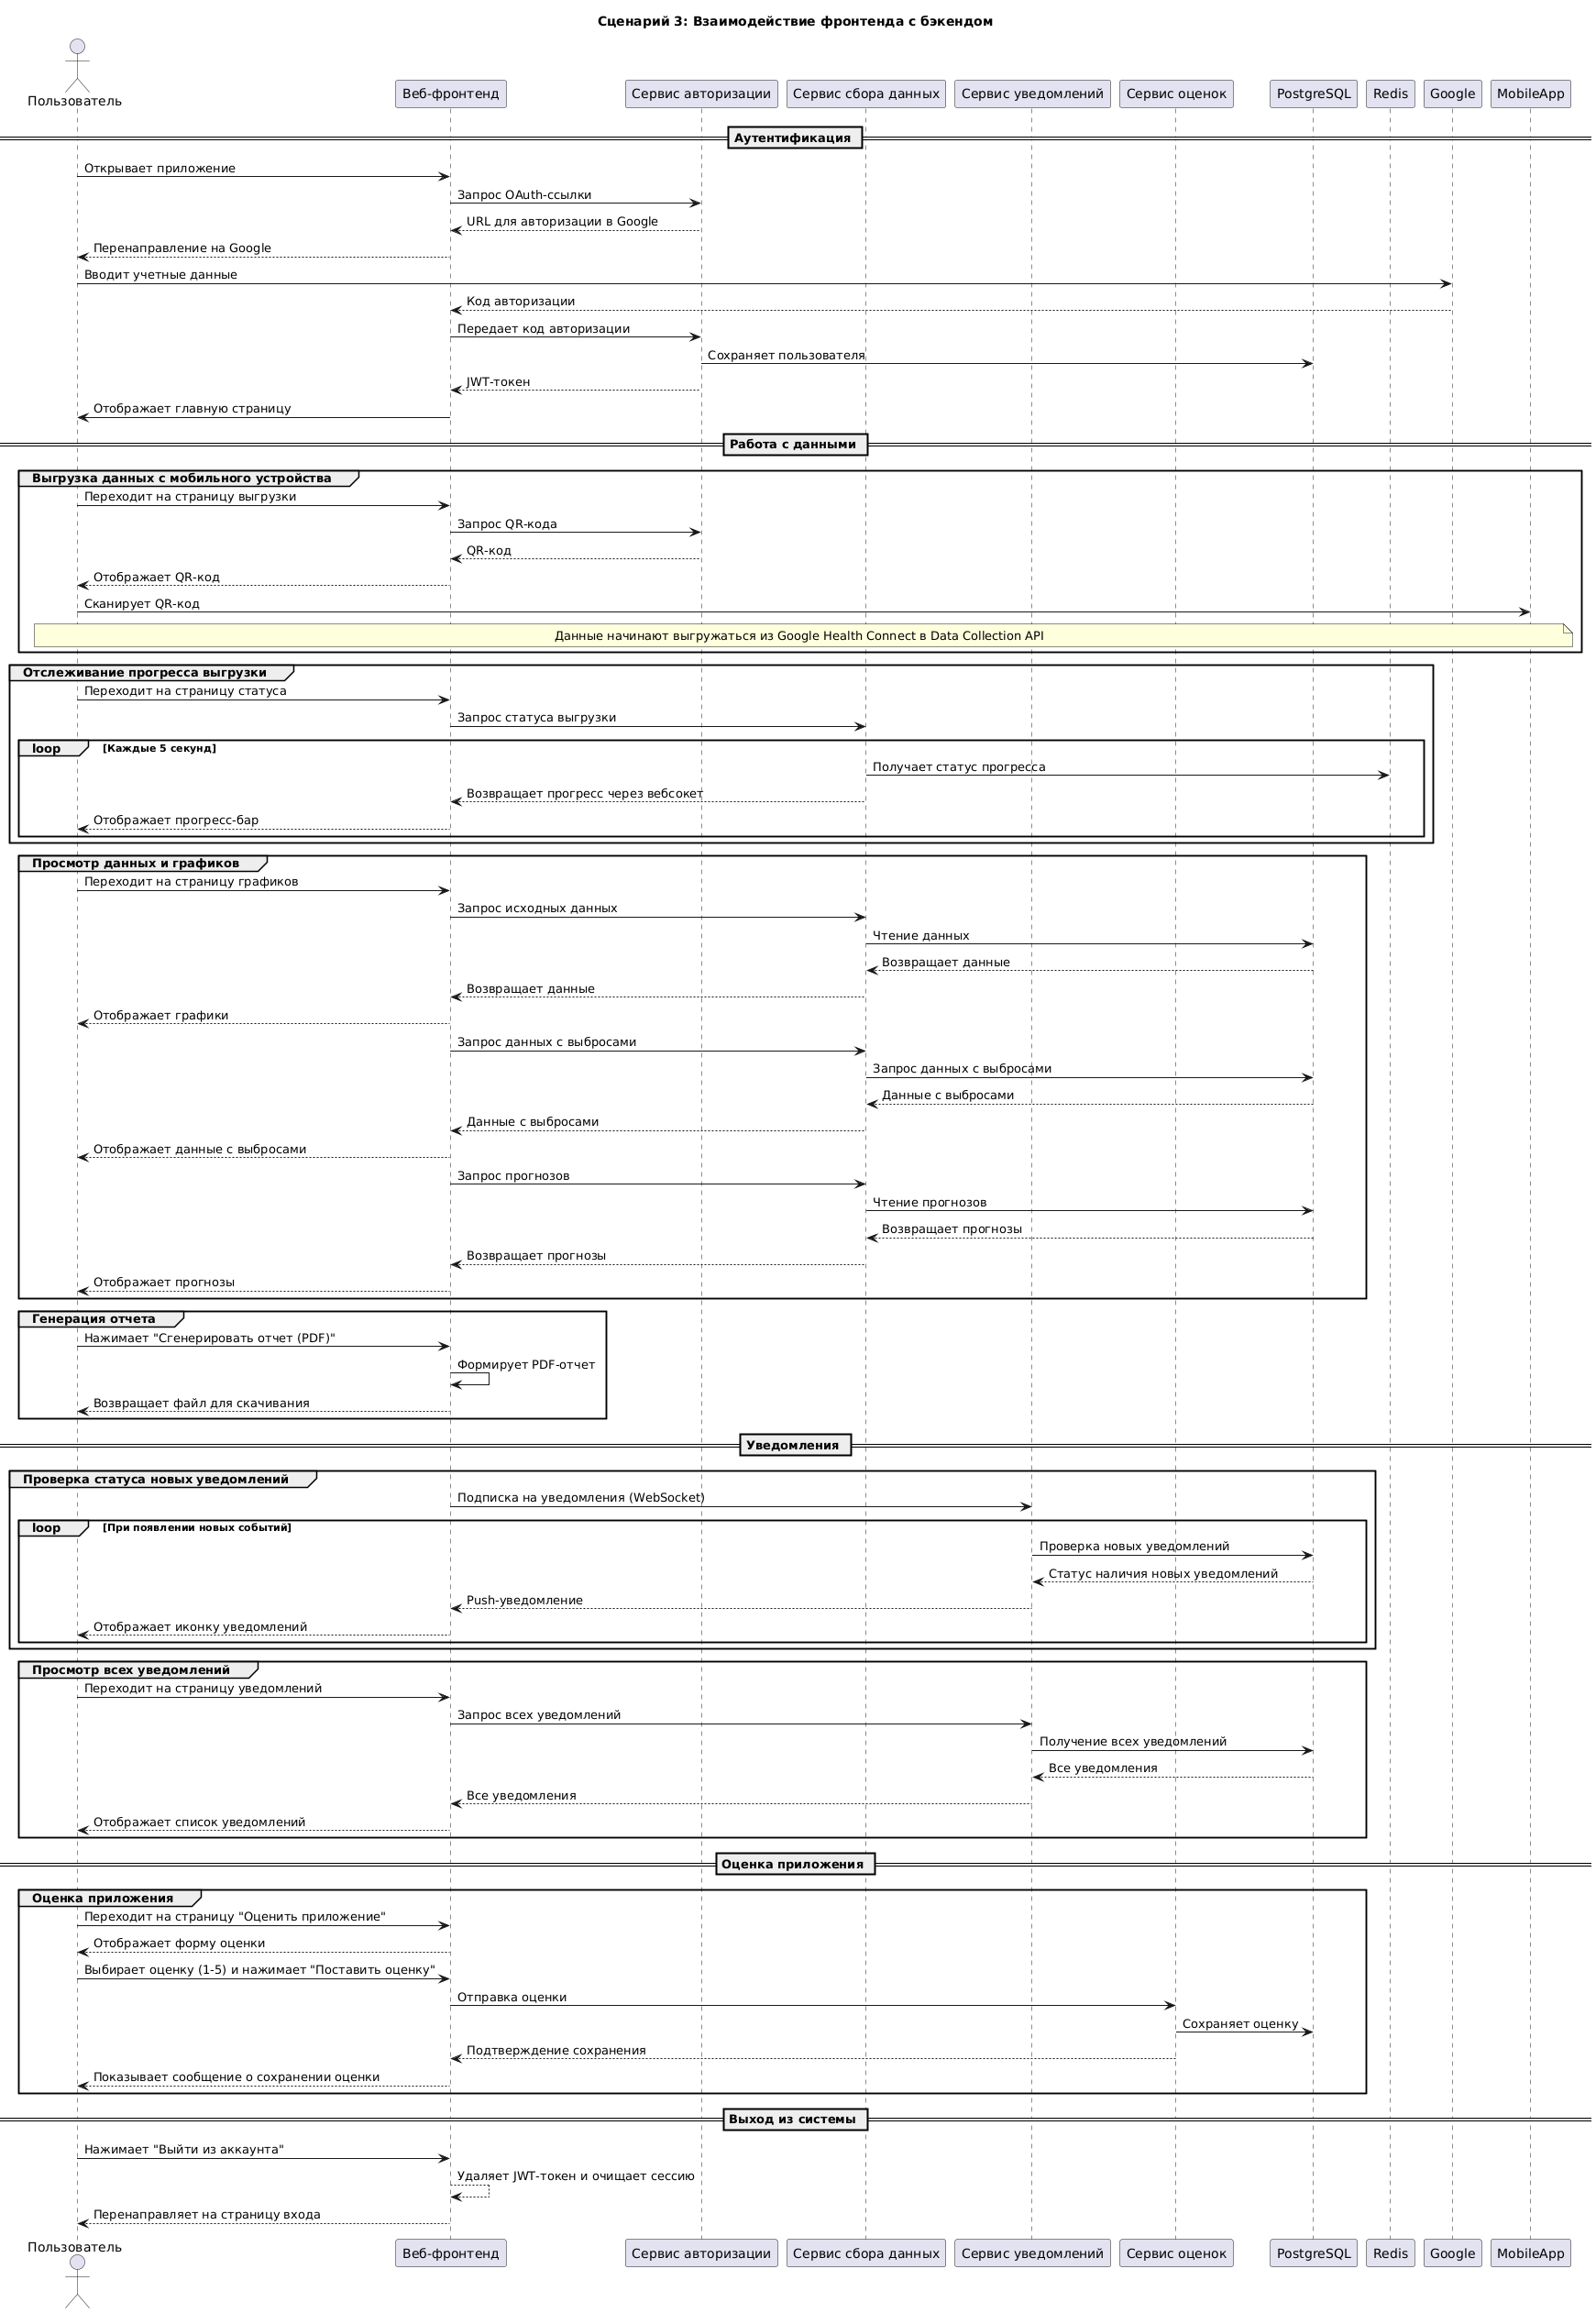 Сценарий 3: Взаимодействие фронтенда с бэкендом
Пользователь
Веб-фронтенд
Сервис авторизации
Сервис сбора данных
Сервис уведомлений
Сервис оценок
PostgreSQL
Redis
Google
MobileApp
Аутентификация
Открывает приложение
Запрос OAuth-ссылки
URL для авторизации в Google
Перенаправление на Google
Вводит учетные данные
Код авторизации
Передает код авторизации
Сохраняет пользователя
JWT-токен
Отображает главную страницу
Работа с данными
Выгрузка данных с мобильного устройства
Переходит на страницу выгрузки
Запрос QR-кода
QR-код
Отображает QR-код
Сканирует QR-код
Данные начинают выгружаться из Google Health Connect в Data Collection API
Отслеживание прогресса выгрузки
Переходит на страницу статуса
Запрос статуса выгрузки
loop [Каждые 5 секунд]
Получает статус прогресса
Возвращает прогресс через вебсокет
Отображает прогресс-бар
Просмотр данных и графиков
Переходит на страницу графиков
Запрос исходных данных
Чтение данных
Возвращает данные
Возвращает данные
Отображает графики
Запрос данных с выбросами
Запрос данных с выбросами
Данные с выбросами
Данные с выбросами
Отображает данные с выбросами
Запрос прогнозов
Чтение прогнозов
Возвращает прогнозы
Возвращает прогнозы
Отображает прогнозы
Генерация отчета
Нажимает "Сгенерировать отчет (PDF)"
Формирует PDF-отчет
Возвращает файл для скачивания
Уведомления
Проверка статуса новых уведомлений
Подписка на уведомления (WebSocket)
loop [При появлении новых событий]
Проверка новых уведомлений
Статус наличия новых уведомлений
Push-уведомление
Отображает иконку уведомлений
Просмотр всех уведомлений
Переходит на страницу уведомлений
Запрос всех уведомлений
Получение всех уведомлений
Все уведомления
Все уведомления
Отображает список уведомлений
Оценка приложения
Оценка приложения
Переходит на страницу "Оценить приложение"
Отображает форму оценки
Выбирает оценку (1-5) и нажимает "Поставить оценку"
Отправка оценки
Сохраняет оценку
Подтверждение сохранения
Показывает сообщение о сохранении оценки
Выход из системы
Нажимает "Выйти из аккаунта"
Удаляет JWT-токен и очищает сессию
Перенаправляет на страницу входа
Пользователь
Веб-фронтенд
Сервис авторизации
Сервис сбора данных
Сервис уведомлений
Сервис оценок
PostgreSQL
Redis
Google
MobileApp